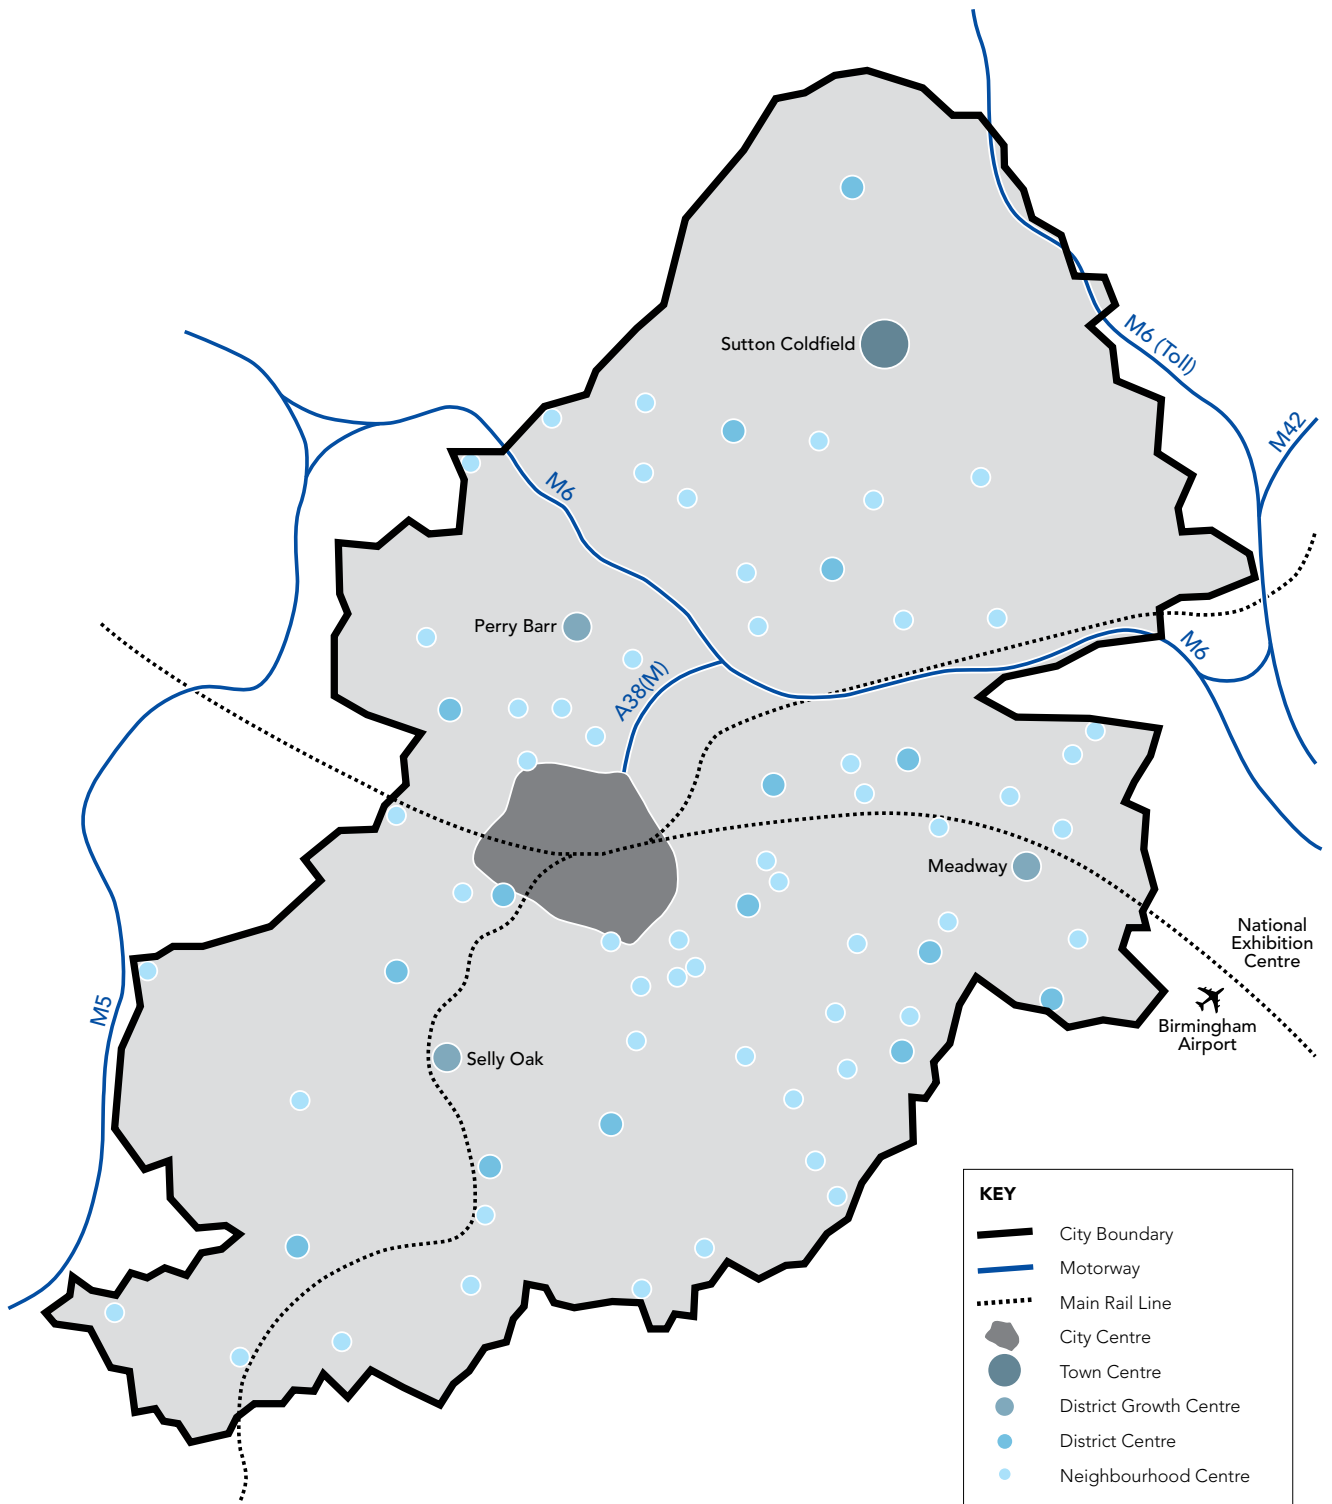 Sutton Coldfield
M6 (Toll)
M42
M6
Perry Barr
M6
A38(M)
Meadway
National
Exhibition
Centre
M5
Birmingham
Airport
Selly Oak
KEY
City Boundary
Motorway
Main Rail Line
City Centre
Town Centre
District Growth Centre
District Centre
Neighbourhood Centre